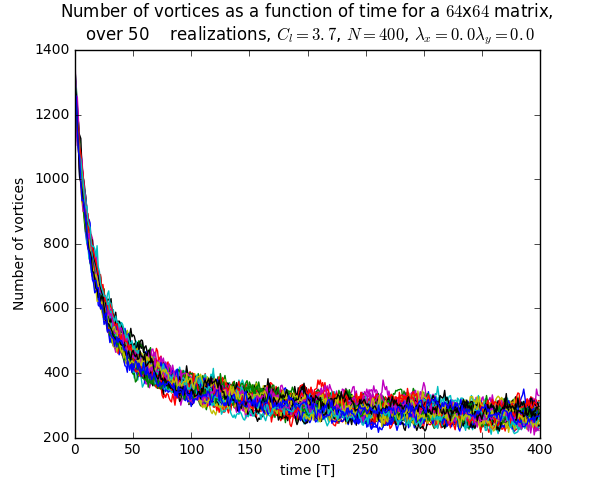 Number of vortices as a function of time for a 64x64 matrix,
over 50    realizations, C_l = 3.7, N = 400, λ_x = 0.0λ_y = 0.0
1400
1200
1000
800
600
400
200
Number of vortices
0 50 100 150 200 250 300 350 400
time [T]